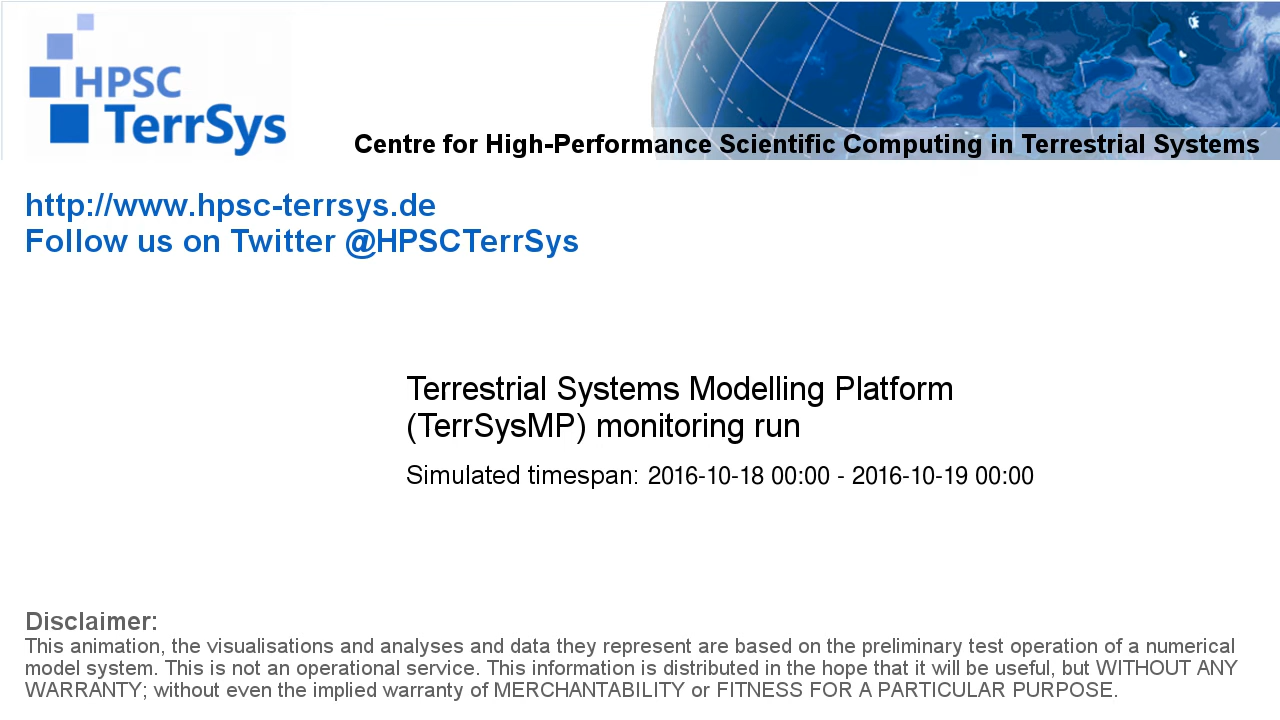 HPSC
TerrSys
Centre for High-Performance Scientific Computing in Terrestrial Systems
http://www.hpsc-terrsys.de
Follow us on Twitter @HPSCTerrSys
Terrestrial Systems Modelling Platform
(TerrSysMP) monitoring run
Simulated timespan: 2016-10-18 00:00 - 2016-10-19 00:00
Disclaimer:
This animation, the visualisations and analyses and data they represent are based on the preliminary test operation of a numerical
model system. This is not an operational service. This information is distributed in the hope that it will be useful, but WITHOUT ANY
WARRANTY; without even the implied warranty of MERCHANTABILITY or FITNESS FOR A PARTICULAR PURPOSE.